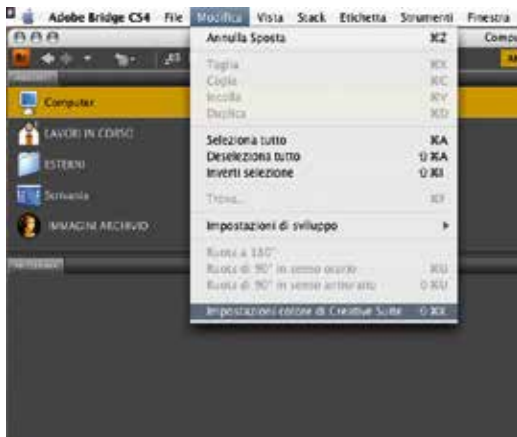 Adobe Bridge CS4 File Modifica Vista Stack Etichetta Strumenti Finestra
Annulla Sposta ⌘Z
Taglia ⌘X
Copia ⌘C
Incolla ⌘V
Duplica ⌘D
Seleziona tutto ⌘A
Deseleziona tutto ⇧⌘A
Inverti selezione ⇧⌘I
Trova... ⌘F
Impostazioni di sviluppo
Ruota a 180°
Ruota di 90° in senso orario
Ruota di 90° in senso antiorario
Impostazioni colore di Creative Suite ⇧⌘K
Compu
Computer
LAVORI IN CORSO
ESTERNI
Scrivania
IMMAGINI ARCHIVIO